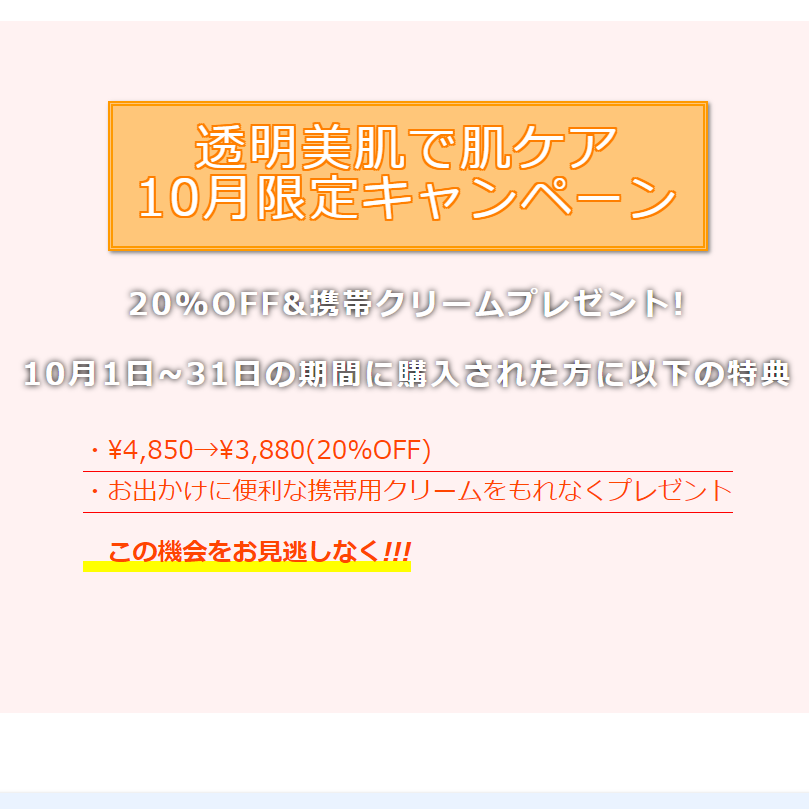 透明美肌で肌ケア
10月限定キャンペーン
20%OFF&携帯クリームプレゼント!
10月1日~31日の期間に購入された方に以下の特典
・¥4,850→¥3,880(20%OFF)
・お出かけに便利な携帯用クリームをもれなくプレゼント
この機会をお見逃しなく!!!